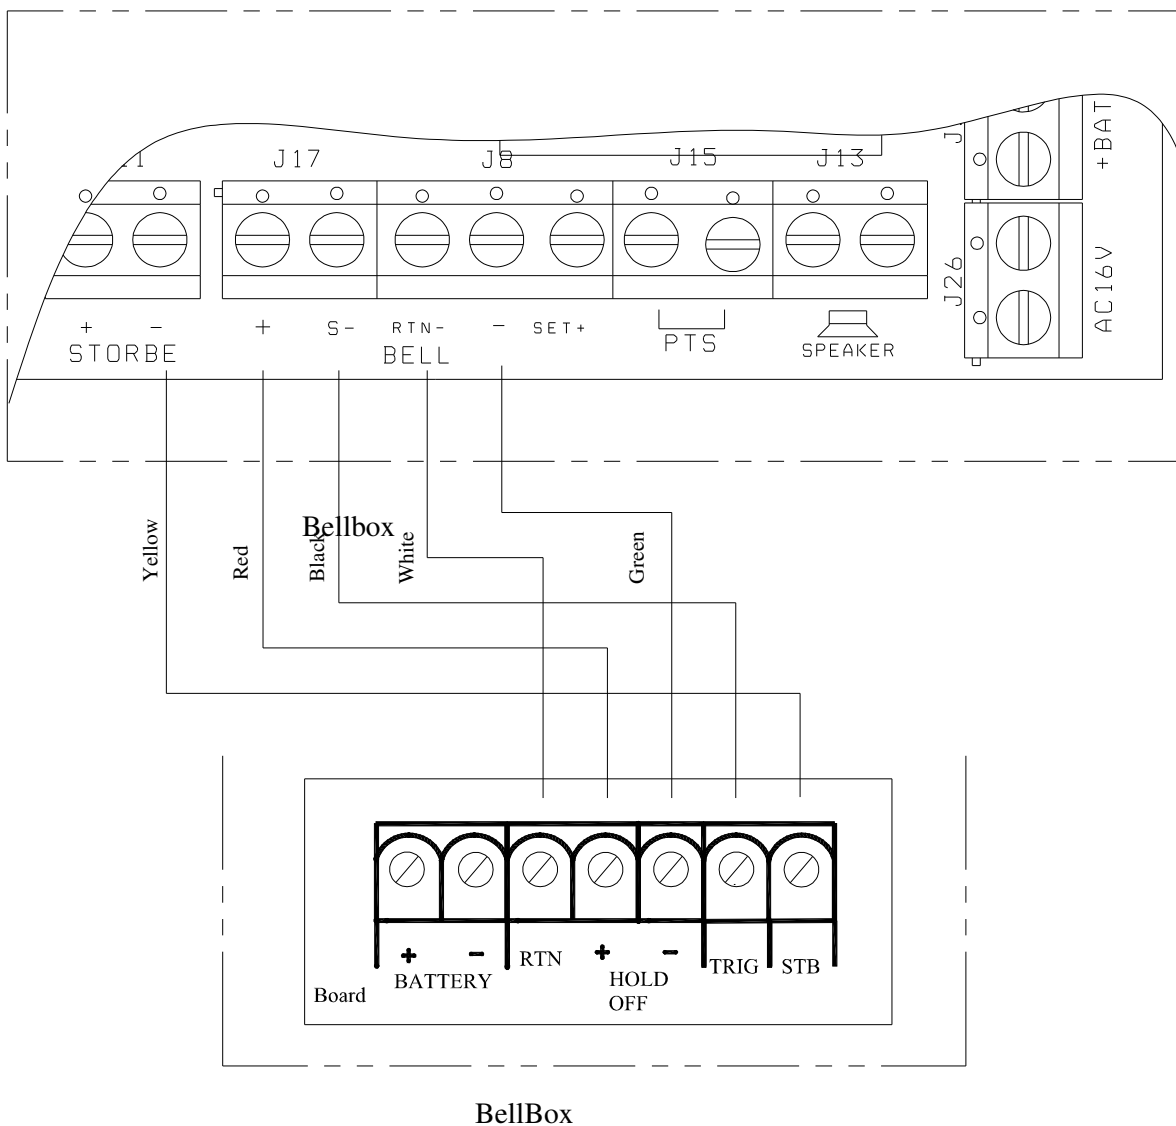 J17 J8 J15 J13
+BAT
J26
AC16V
+ − + S- RTN- − SET+
STORBE BELL PTS SPEAKER
Bellbox
Yellow
Red
Black
White
Green
+ − RTN + − TRIG STB
BATTERY HOLD
OFF
Board
BellBox